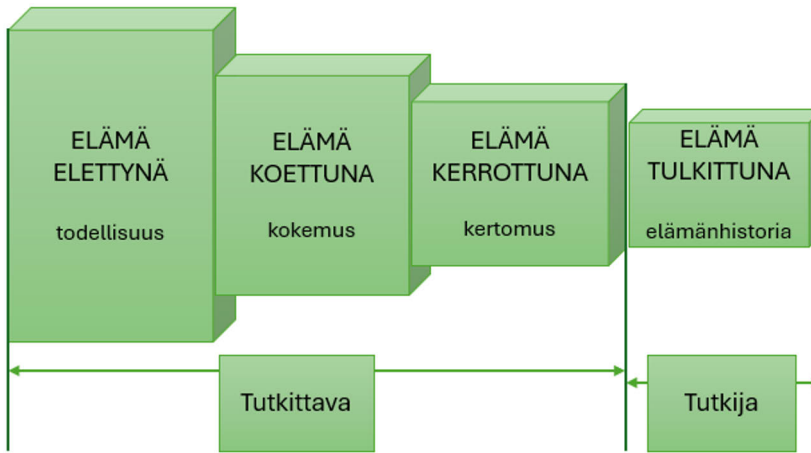 ELÄMÄ
ELETTYNÄ
todellisuus
ELÄMÄ
KOETTUNA
kokemus
ELÄMÄ
KERROTTUNA
kertomus
ELÄMÄ
TULKITTUNA
elämänhistoria
Tutkittava
Tutkija